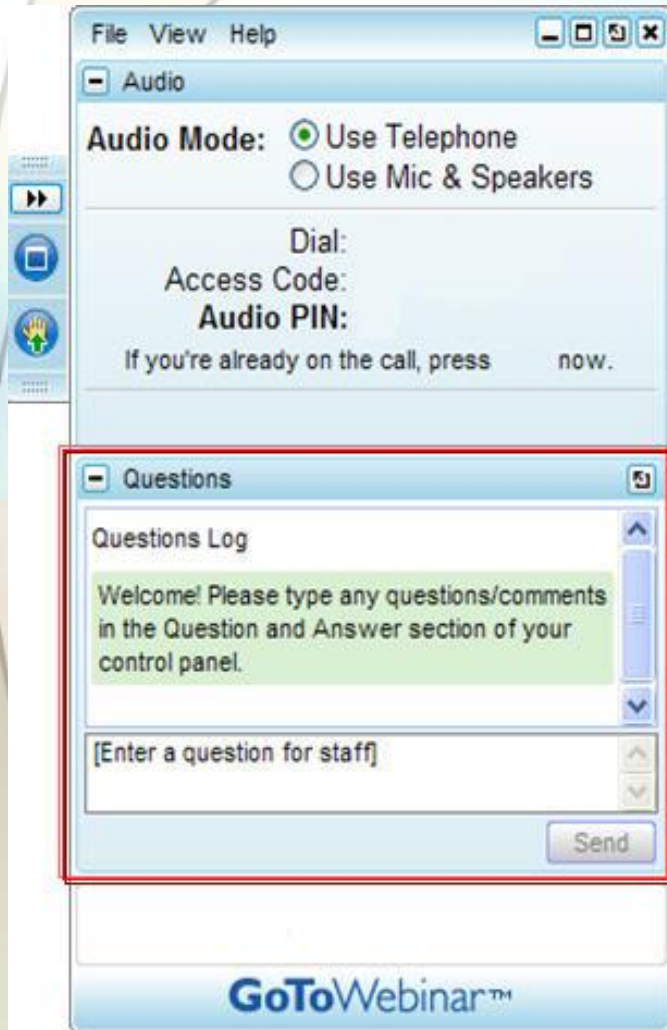 File View Help
Audio
Audio Mode: Use Telephone
Use Mic & Speakers
Dial:
Access Code:
Audio PIN:
If you're already on the call, press now.
Questions
Questions Log
Welcome! Please type any questions/comments
in the Question and Answer section of your
control panel.
[Enter a question for staff]
Send
GoToWebinar™